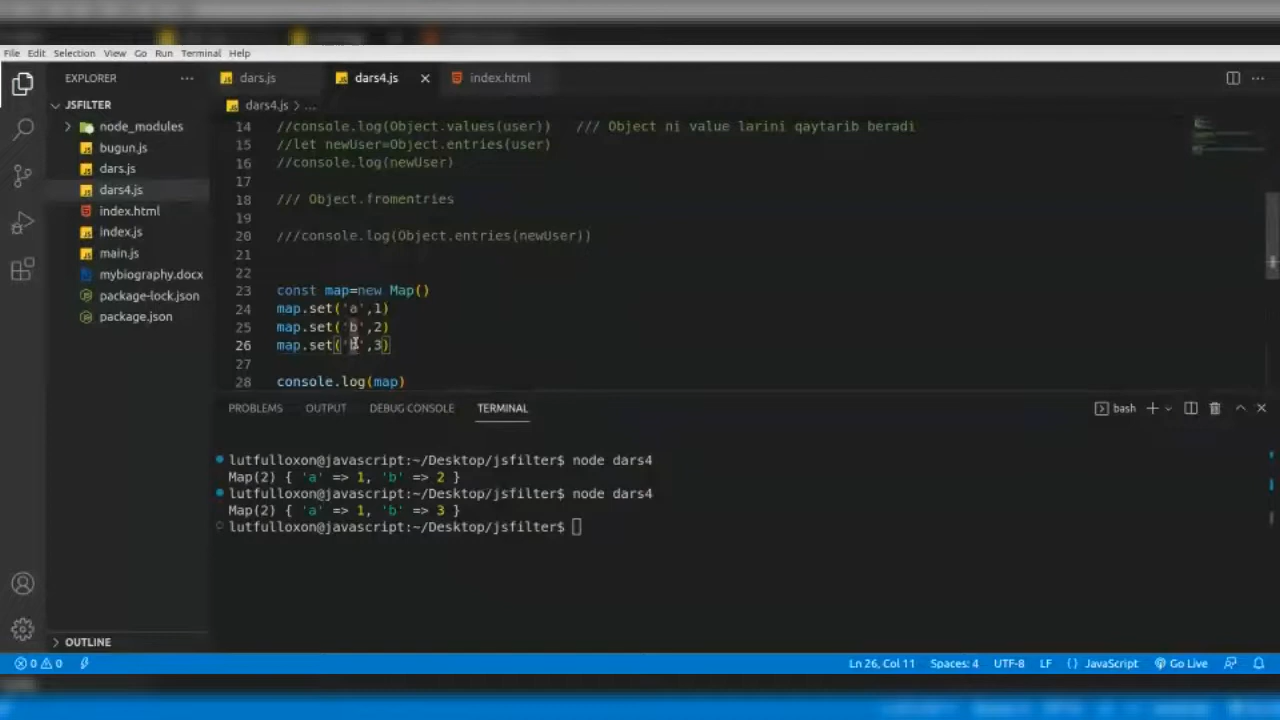 File Edit Selection View Go Run Terminal Help
EXPLORER
dars.js
dars4.js
index.html
JSFILTER
node_modules
bugun.js
dars.js
dars4.js
index.html
index.js
main.js
mybiography.docx
package-lock.json
package.json
OUTLINE
dars4.js > ...
14 //console.log(Object.values(user)) /// Object ni value larini qaytarib beradi
15 //let newUser=Object.entries(user)
16 //console.log(newUser)
17
18 /// Object.fromentries
19
20 ///console.log(Object.entries(newUser))
21
22
23 const map=new Map()
24 map.set('a',1)
25 map.set('b',2)
26 map.set('b',3)
27
28 console.log(map)
PROBLEMS OUTPUT DEBUG CONSOLE TERMINAL
bash
lutfulloxon@javascript:~/Desktop/jsfilter$ node dars4
Map(2) { 'a' => 1, 'b' => 2 }
lutfulloxon@javascript:~/Desktop/jsfilter$ node dars4
Map(2) { 'a' => 1, 'b' => 3 }
lutfulloxon@javascript:~/Desktop/jsfilter$
0 0 Ln 26, Col 11 Spaces: 4 UTF-8 LF {} JavaScript Go Live